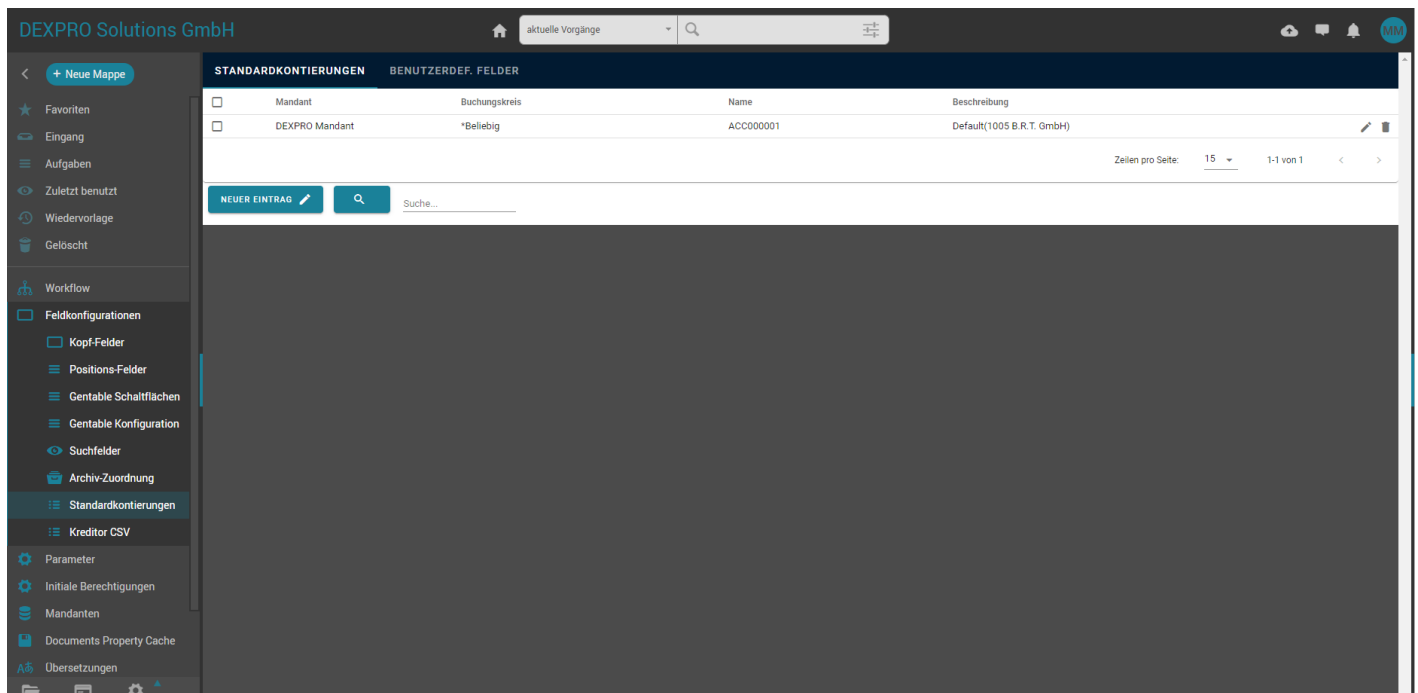 DEXPRO Solutions GmbH
aktuelle Vorgänge
MM
+ Neue Mappe
Favoriten
Eingang
Aufgaben
Zuletzt benutzt
Wiedervorlage
Gelöscht
Workflow
Feldkonfigurationen
Kopf-Felder
Positions-Felder
Gentable Schaltflächen
Gentable Konfiguration
Suchfelder
Archiv-Zuordnung
Standardkontierungen
Kreditor CSV
Parameter
Initiale Berechtigungen
Mandanten
Documents Property Cache
Übersetzungen
STANDARDKONTIERUNGEN BENUTZERDEF. FELDER
Mandant Buchungskreis Name Beschreibung
DEXPRO Mandant *Beliebig ACC000001 Default(1005 B.R.T. GmbH)
Zeilen pro Seite: 15 1-1 von 1
NEUER EINTRAG Suche...